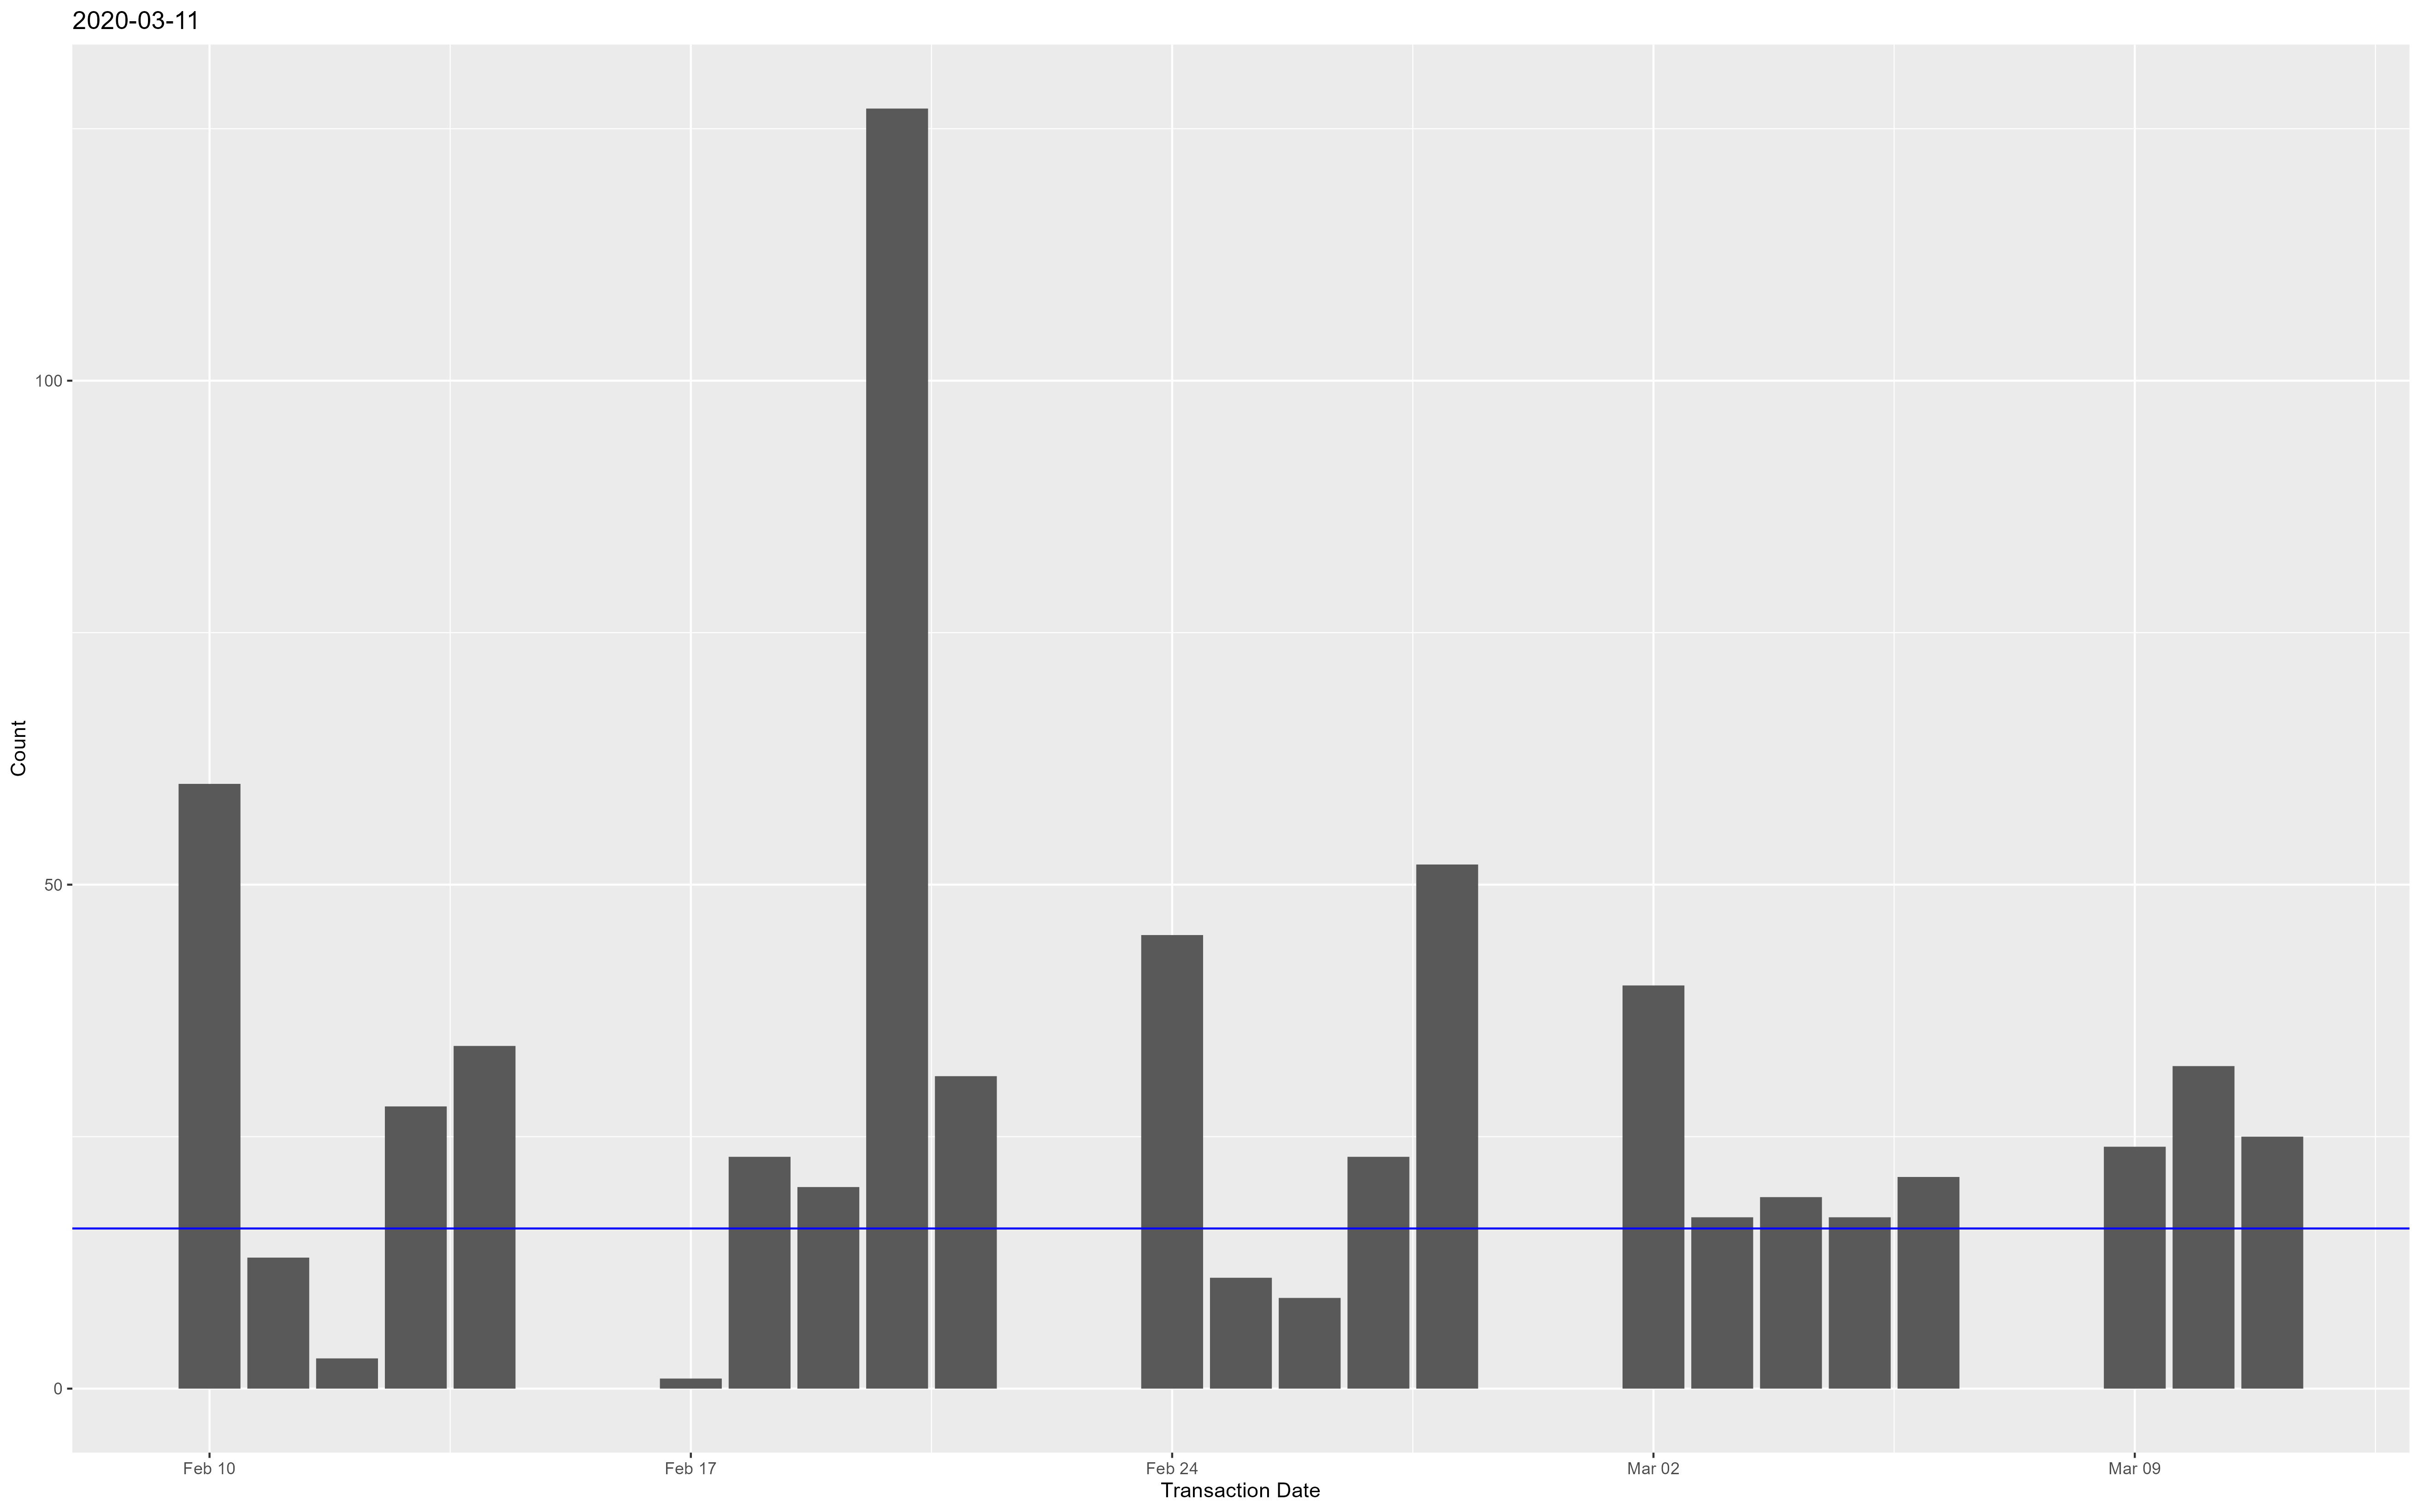 2020-03-11
Count
100
50
0
Feb 10
Feb 17
Feb 24
Mar 02
Mar 09
Transaction Date